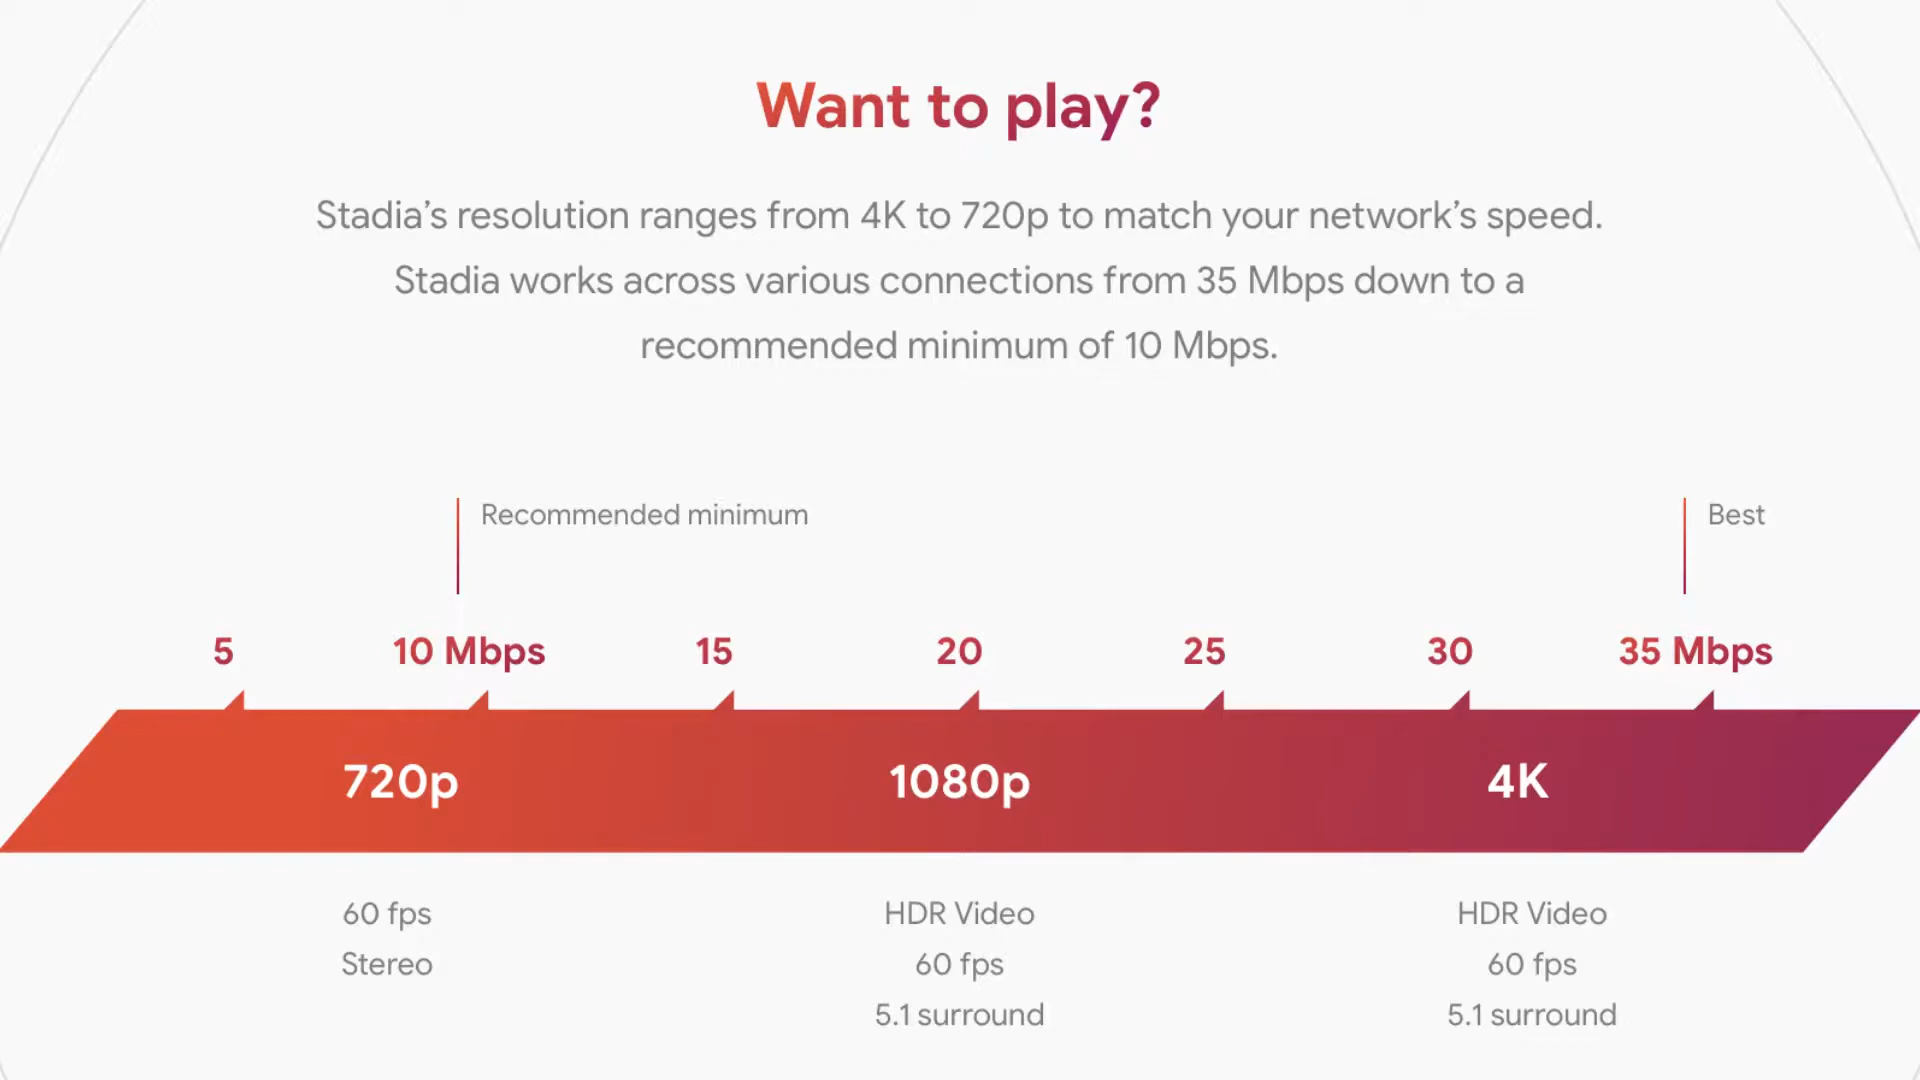 Want to play?
Stadia’s resolution ranges from 4K to 720p to match your network’s speed.
Stadia works across various connections from 35 Mbps down to a
recommended minimum of 10 Mbps.
Recommended minimum
Best
5
10 Mbps
15
20
25
30
35 Mbps
720p
1080p
4K
60 fps
Stereo
HDR Video
60 fps
5.1 surround
HDR Video
60 fps
5.1 surround